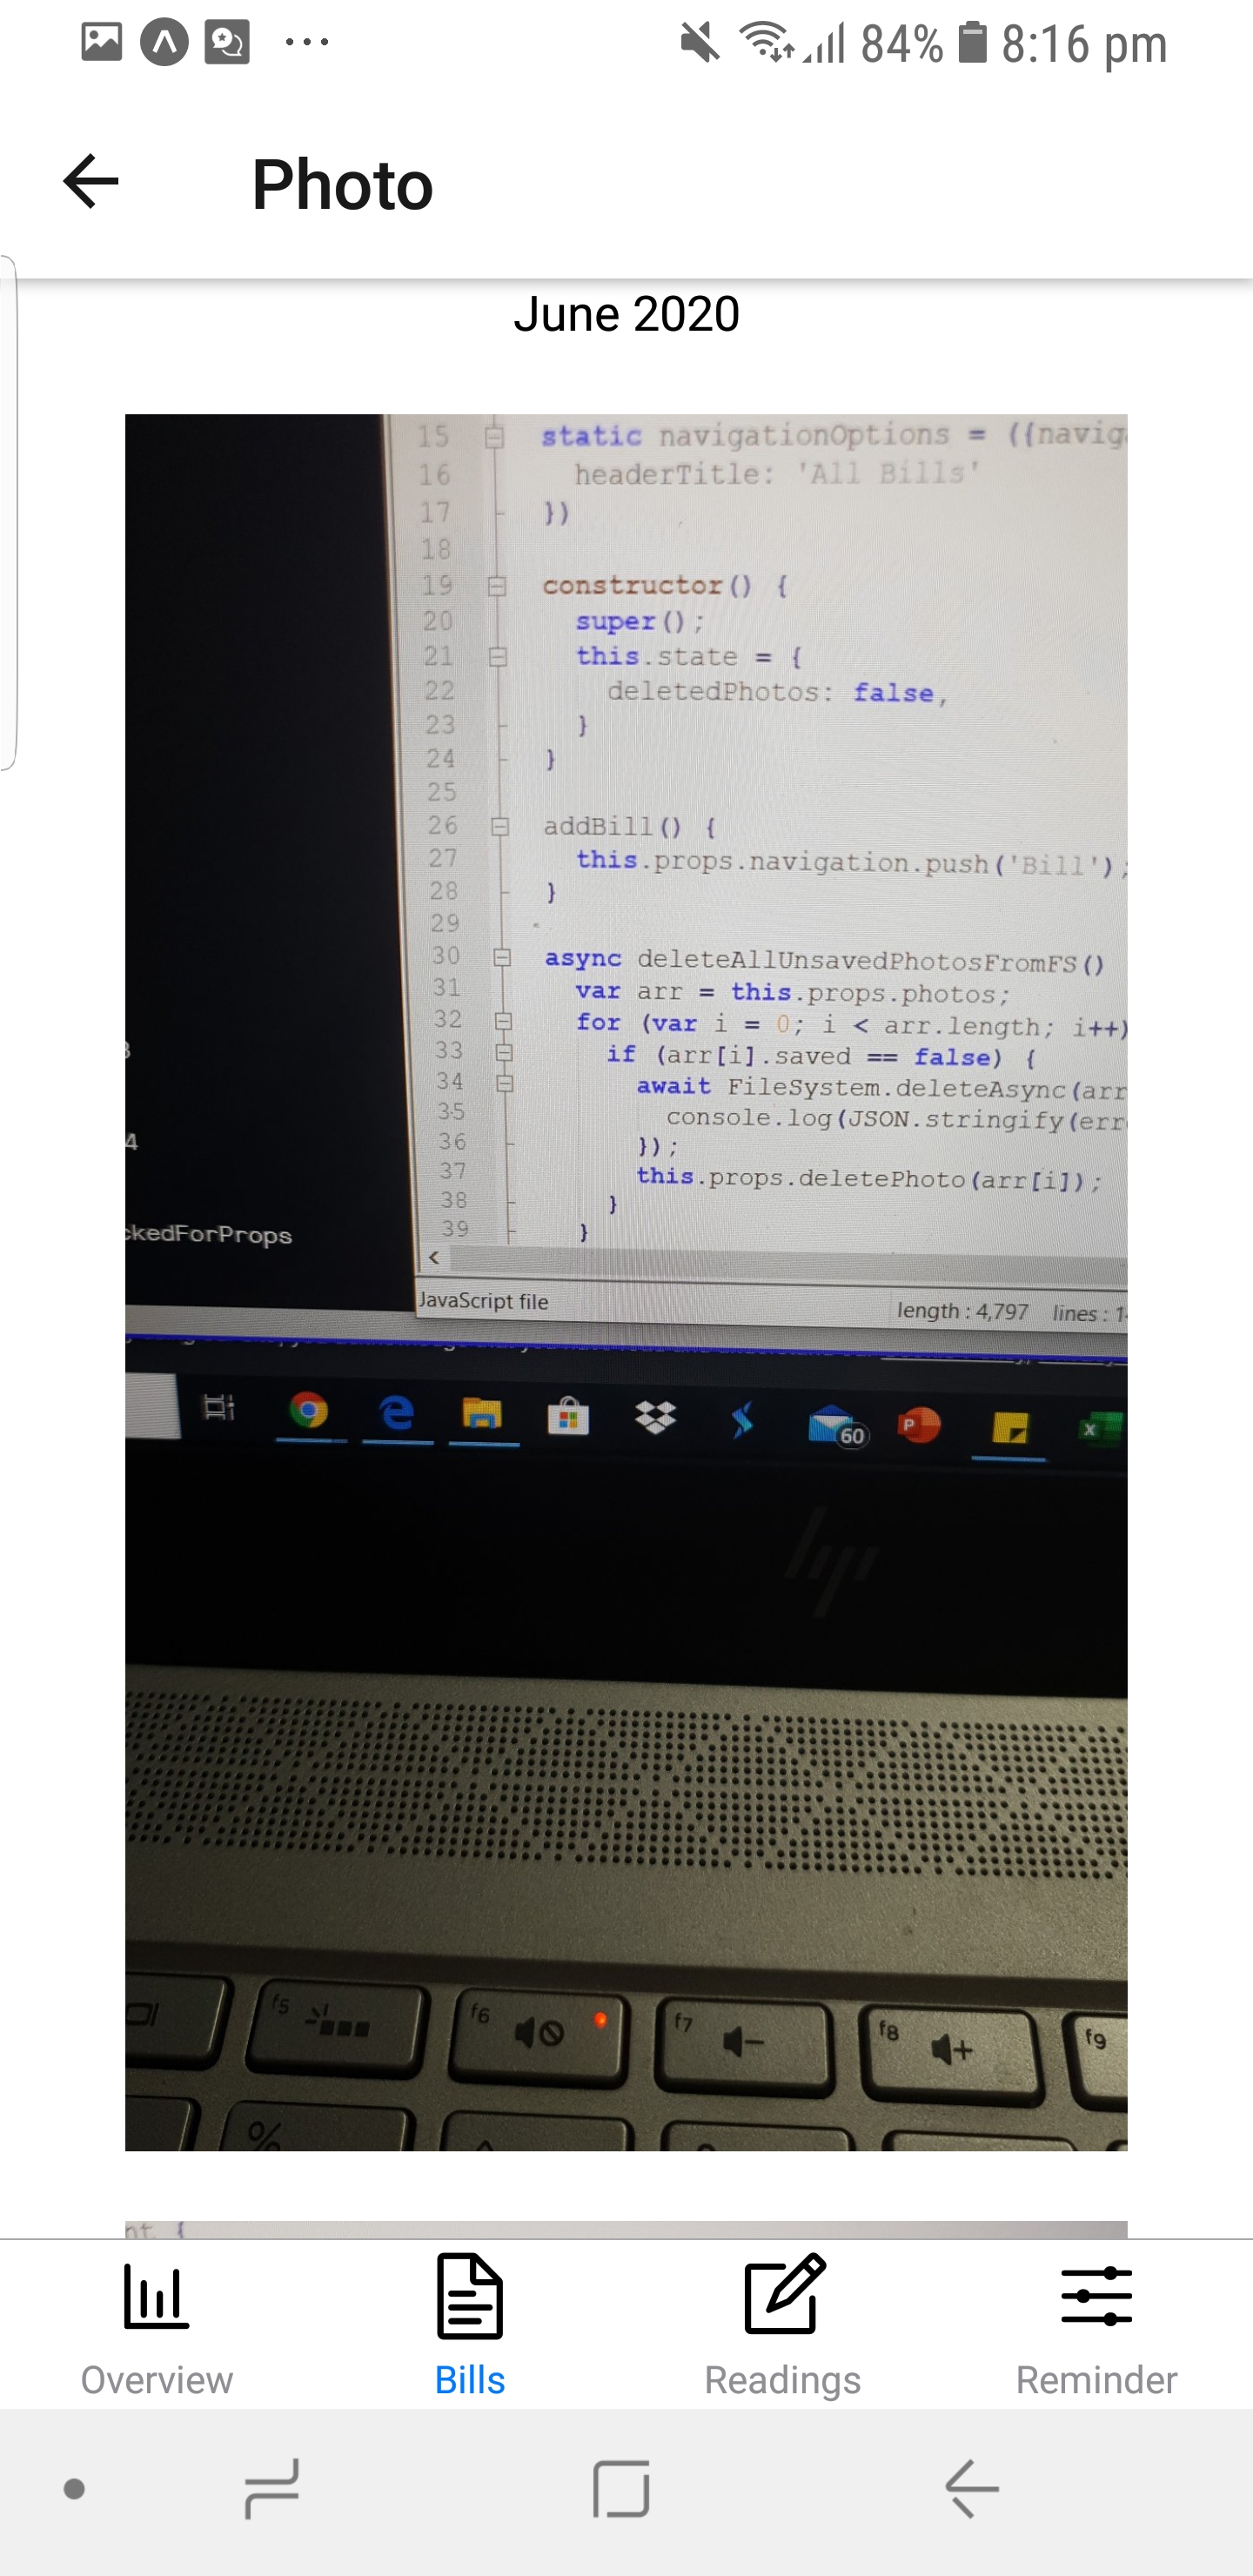 84% 8:16 pm
Photo
June 2020
15 static navigationOptions = ({navig
16 headerTitle: 'All Bills'
17 })
18
19 constructor() {
20 super();
21 this.state = {
22 deletedPhotos: false,
23 }
24 }
25
26 addBill() {
27 this.props.navigation.push('Bill');
28 }
29
30 async deleteAllUnsavedPhotosFromFS()
31 var arr = this.props.photos;
32 for (var i = 0; i < arr.length; i++)
33 if (arr[i].saved == false) {
34 await FileSystem.deleteAsync(arr
35 console.log(JSON.stringify(err
36 });
37 this.props.deletePhoto(arr[i]);
38 }
39 }
4
ckedForProps
JavaScript file length : 4,797 lines : 1
60
hp
f5 f6 f7 f8 f9
%
nt {
Overview Bills Readings Reminder